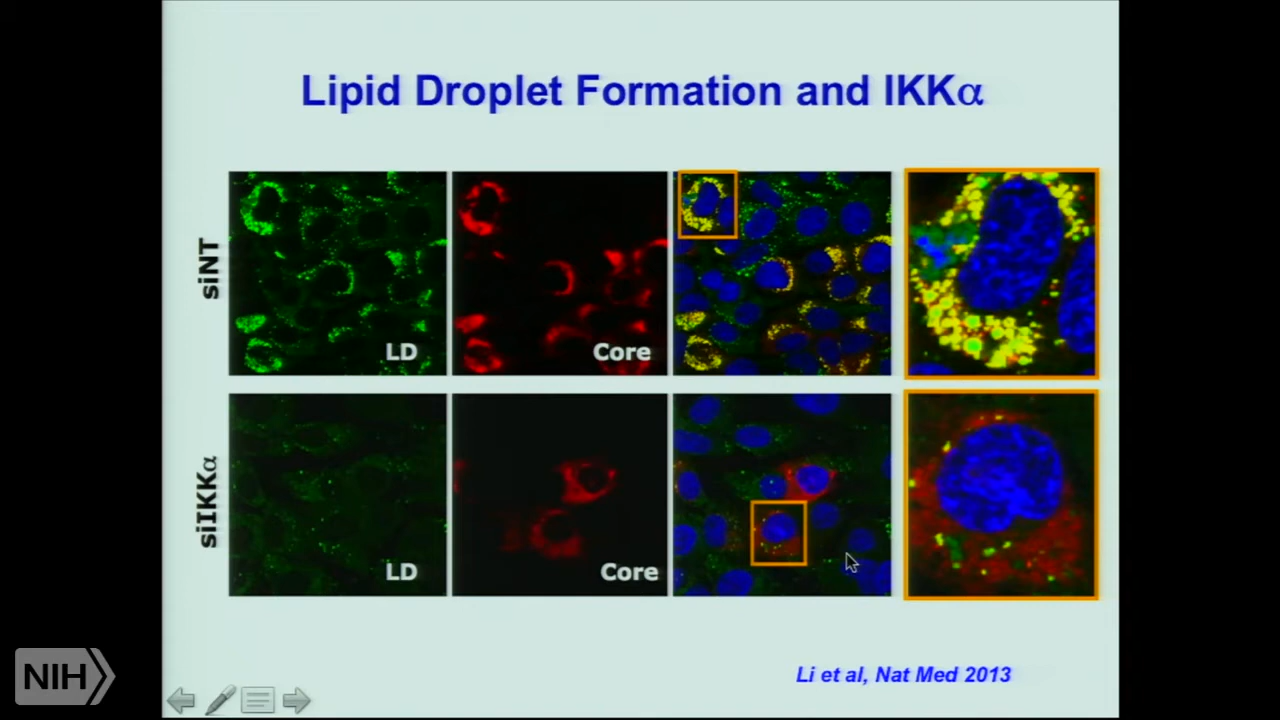 Lipid Droplet Formation and IKKα
siNT
LD
Core
siIKKα
LD
Core
Li et al, Nat Med 2013
NIH